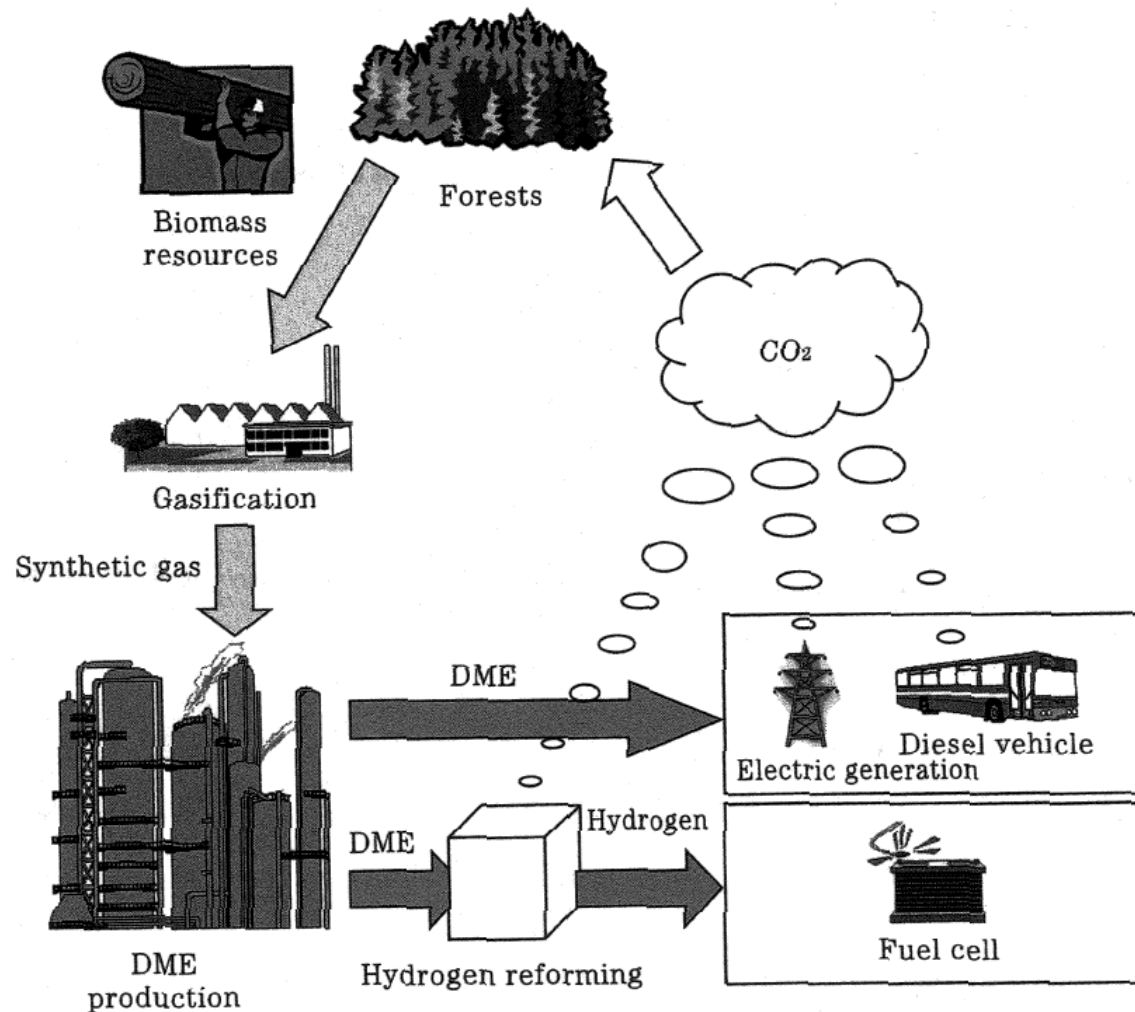 Forests
Biomass
resources
CO₂
Gasification
Synthetic gas
DME
Electric generation
Diesel vehicle
DME
Hydrogen
Fuel cell
DME
production
Hydrogen reforming